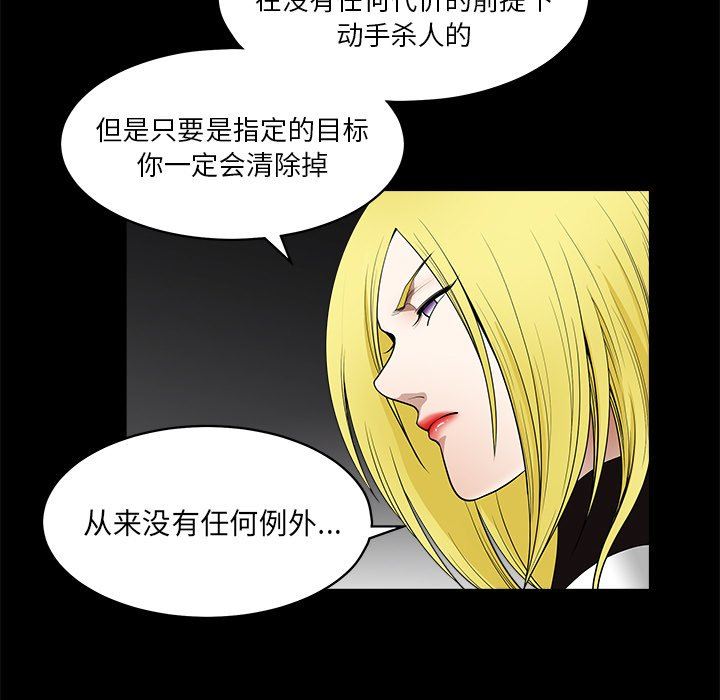 在没有任何代价的前提下
动手杀人的
但是只要是指定的目标
你一定会清除掉
从来没有任何例外...